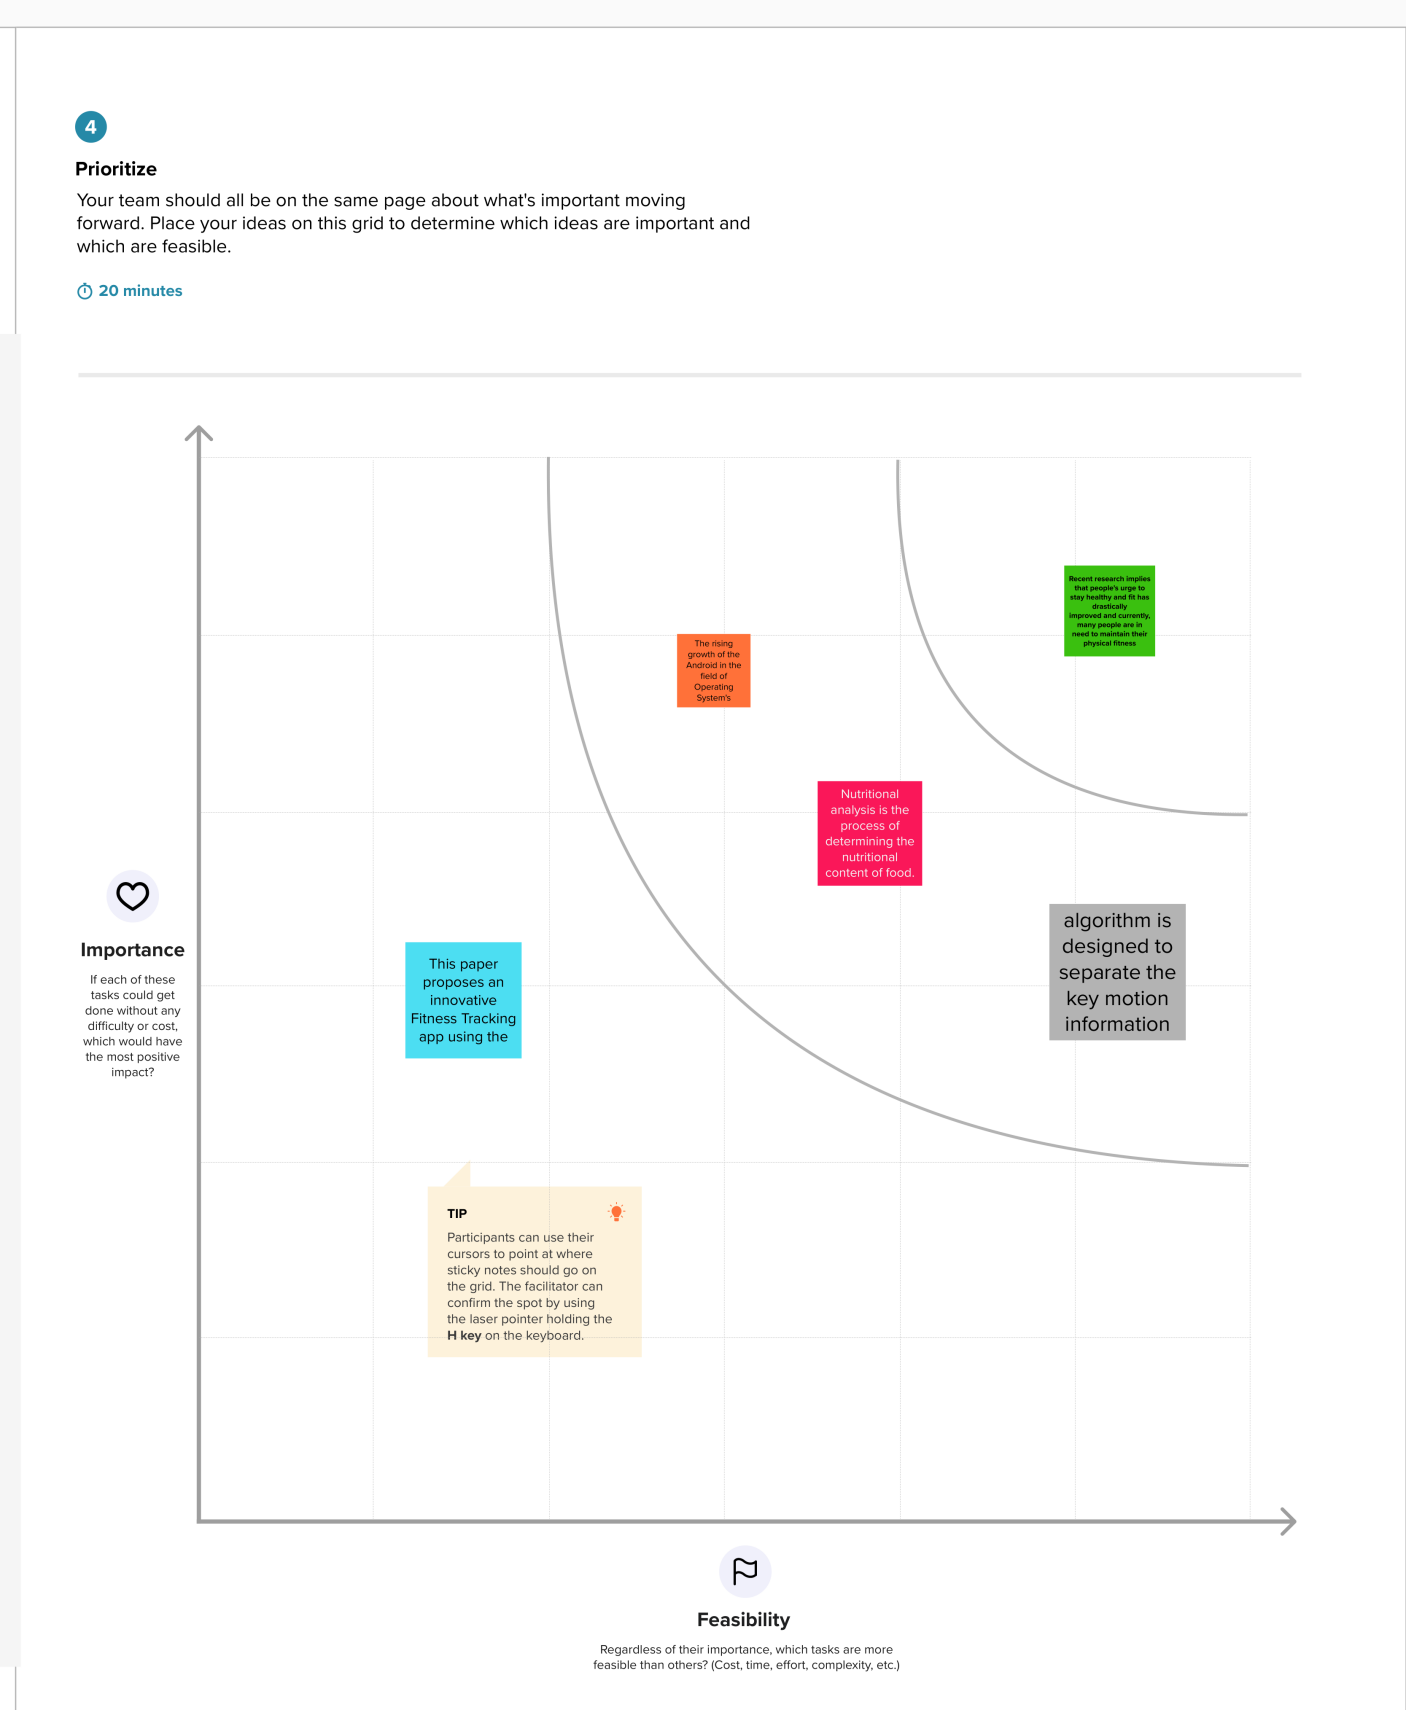 4
Prioritize
Your team should all be on the same page about what's important moving
forward. Place your ideas on this grid to determine which ideas are important and
which are feasible.
20 minutes
Recent research implies
that people's urge to
stay healthy and fit has
drastically
improved and currently,
many people are in
need to maintain their
physical fitness
The rising
growth of the
Android in the
field of
Operating
System's
Nutritional
analysis is the
process of
determining the
nutritional
content of food.
algorithm is
designed to
separate the
key motion
information
Importance
If each of these
tasks could get
done without any
difficulty or cost,
which would have
the most positive
impact?
This paper
proposes an
innovative
Fitness Tracking
app using the
TIP
Participants can use their
cursors to point at where
sticky notes should go on
the grid. The facilitator can
confirm the spot by using
the laser pointer holding the
H key on the keyboard.
Feasibility
Regardless of their importance, which tasks are more
feasible than others? (Cost, time, effort, complexity, etc.)